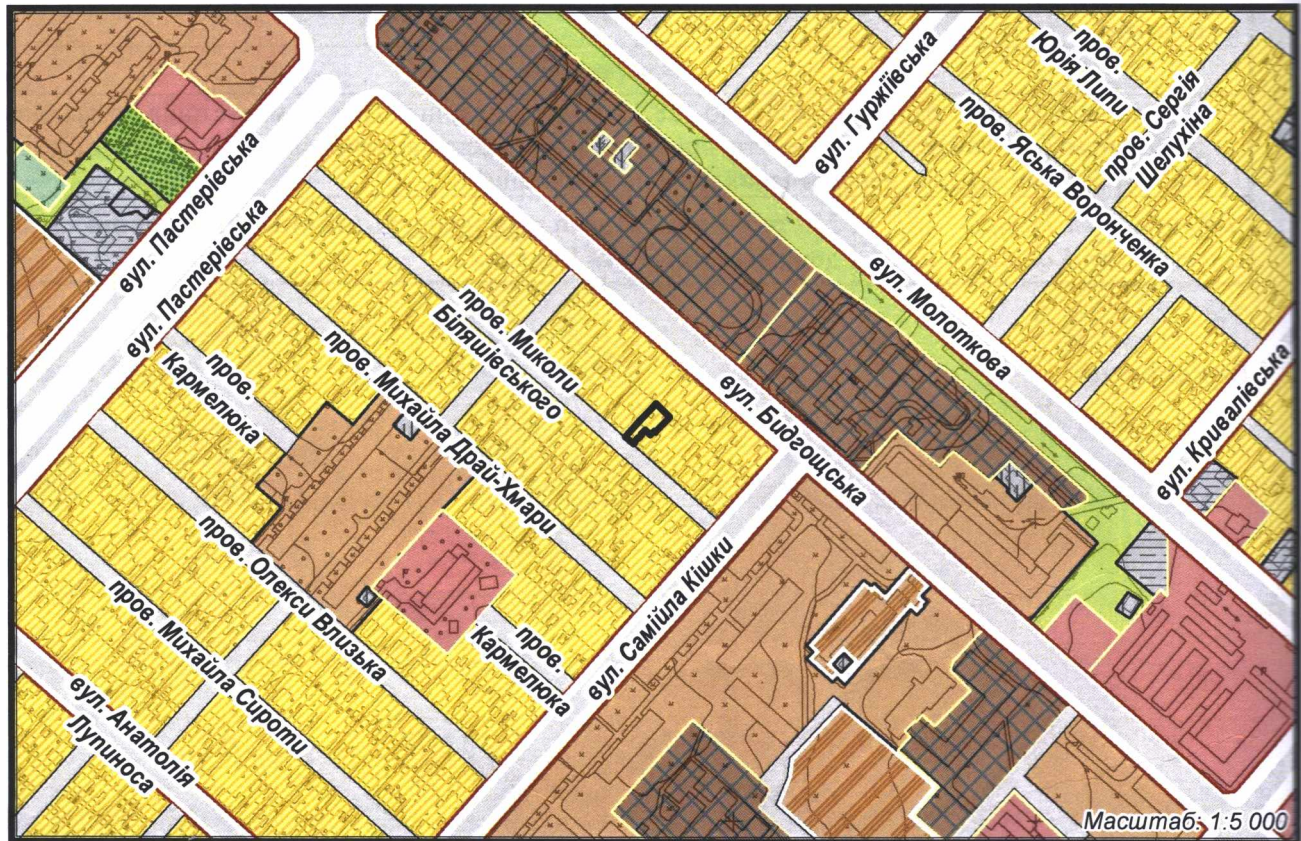 пров.
Юрія Липи
пров. Сергія
Шелухіна
вул. Гуржіївська
пров. Яська Воронченка
вул. Пастерівська
вул. Пастерівська
вул. Молоткова
пров. Миколи
Біляшівського
пров. Михайла Драй-Хмари
пров.
Кармелюка
вул. Бидгощська
вул. Кривалівська
пров. Олекси Влизька
вул. Самійла Кішки
пров. Михайла Сироти
пров.
Кармелюка
вул. Анатолія
Лупиноса
Масштаб: 1:5 000